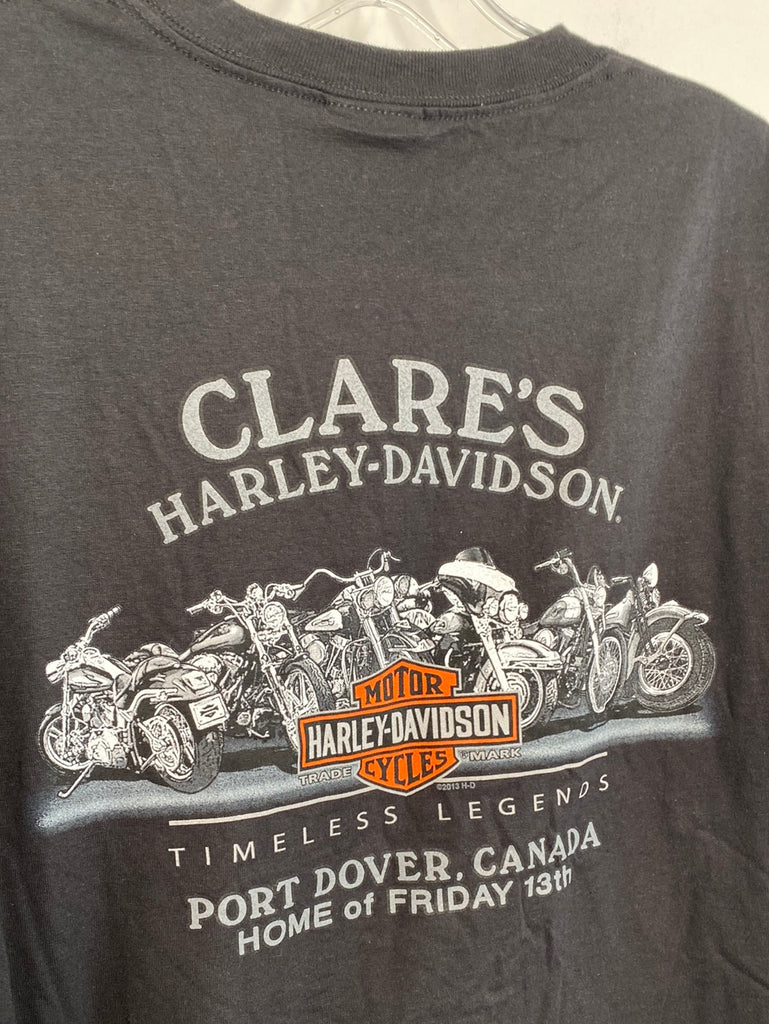 CLARE'S
HARLEY-DAVIDSON®
MOTOR
HARLEY-DAVIDSON
CYCLES
TRADE MARK
©2013 H-D
TIMELESS LEGENDS
PORT DOVER, CANADA
HOME of FRIDAY 13th